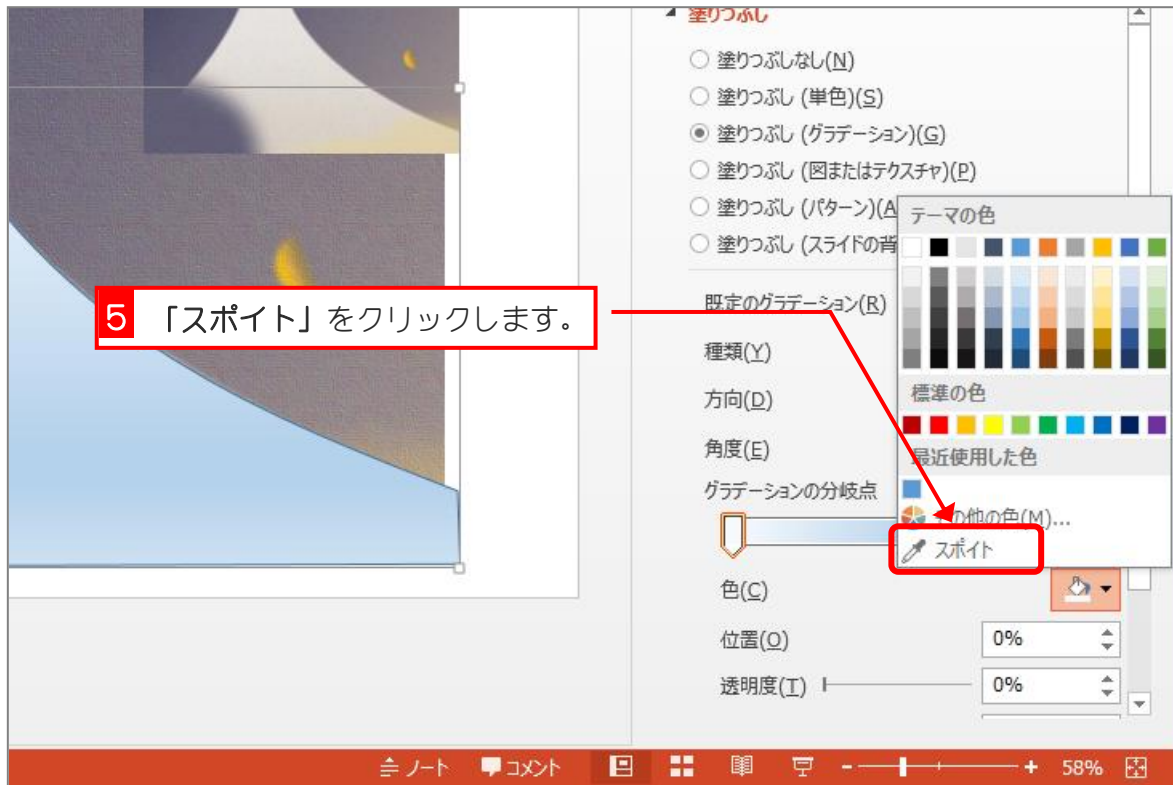 塗りつぶし
塗りつぶしなし(N)
塗りつぶし (単色)(S)
塗りつぶし (グラデーション)(G)
塗りつぶし (図またはテクスチャ)(P)
塗りつぶし (パターン)(A
塗りつぶし (スライドの背
テーマの色
5 「スポイト」をクリックします。
既定のグラデーション(R)
種類(Y)
方向(D)
標準の色
角度(E)
最近使用した色
グラデーションの分岐点
その他の色(M)...
スポイト
色(C)
位置(O) 0%
透明度(T) 0%
ノート コメント 58%